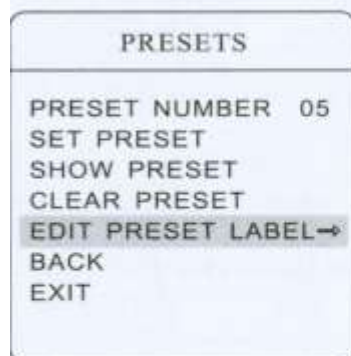 PRESETS
PRESET NUMBER 05
SET PRESET
SHOW PRESET
CLEAR PRESET
EDIT PRESET LABEL→
BACK
EXIT